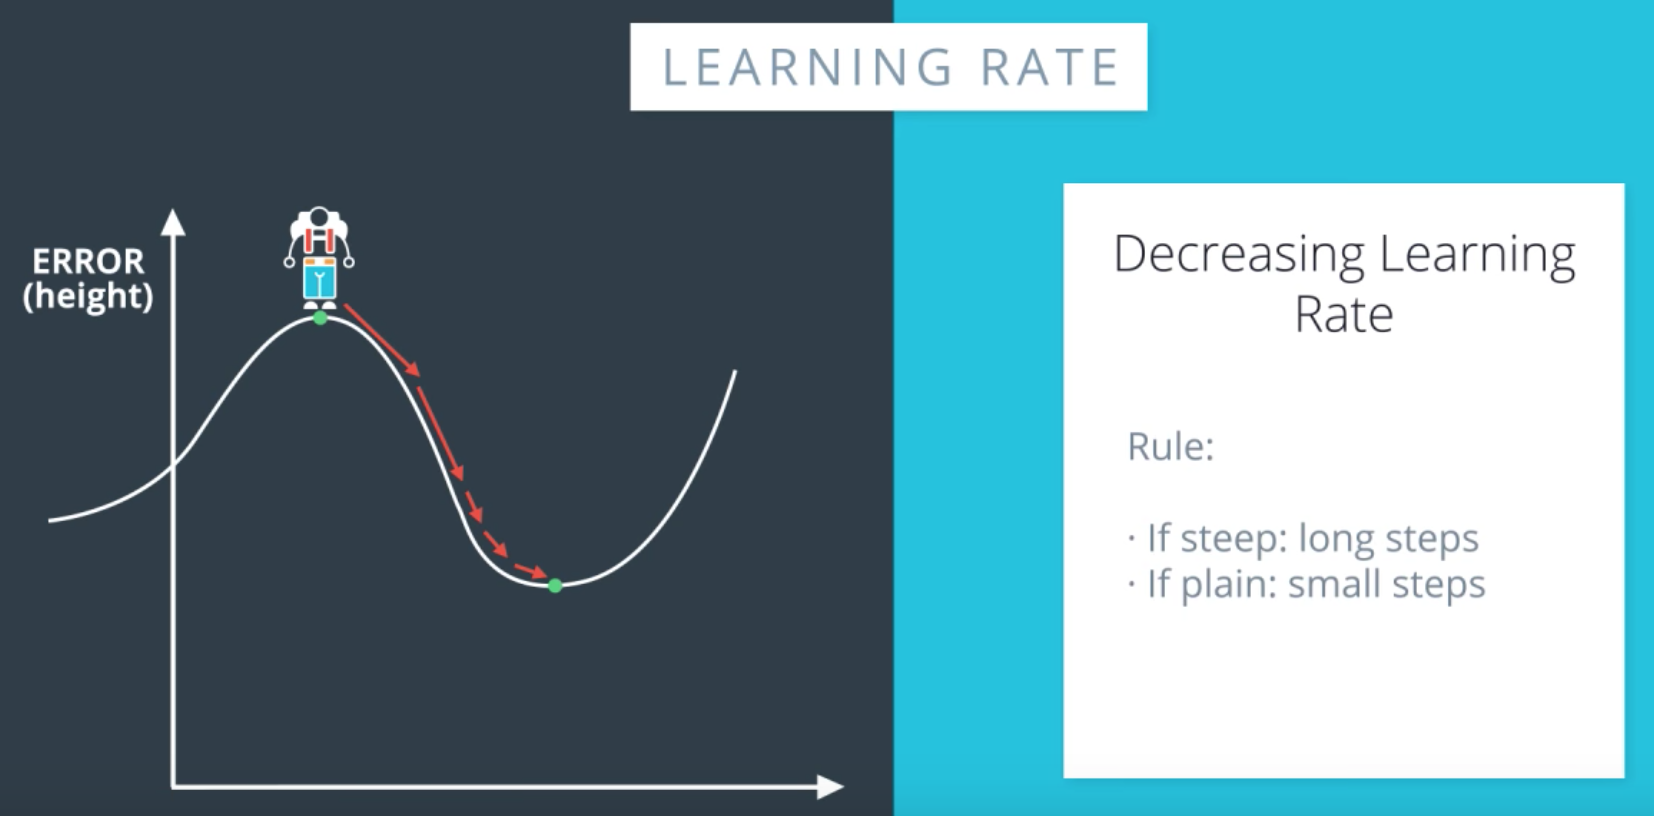 LEARNING RATE
ERROR
(height)
Decreasing Learning
Rate
Rule:
· If steep: long steps
· If plain: small steps